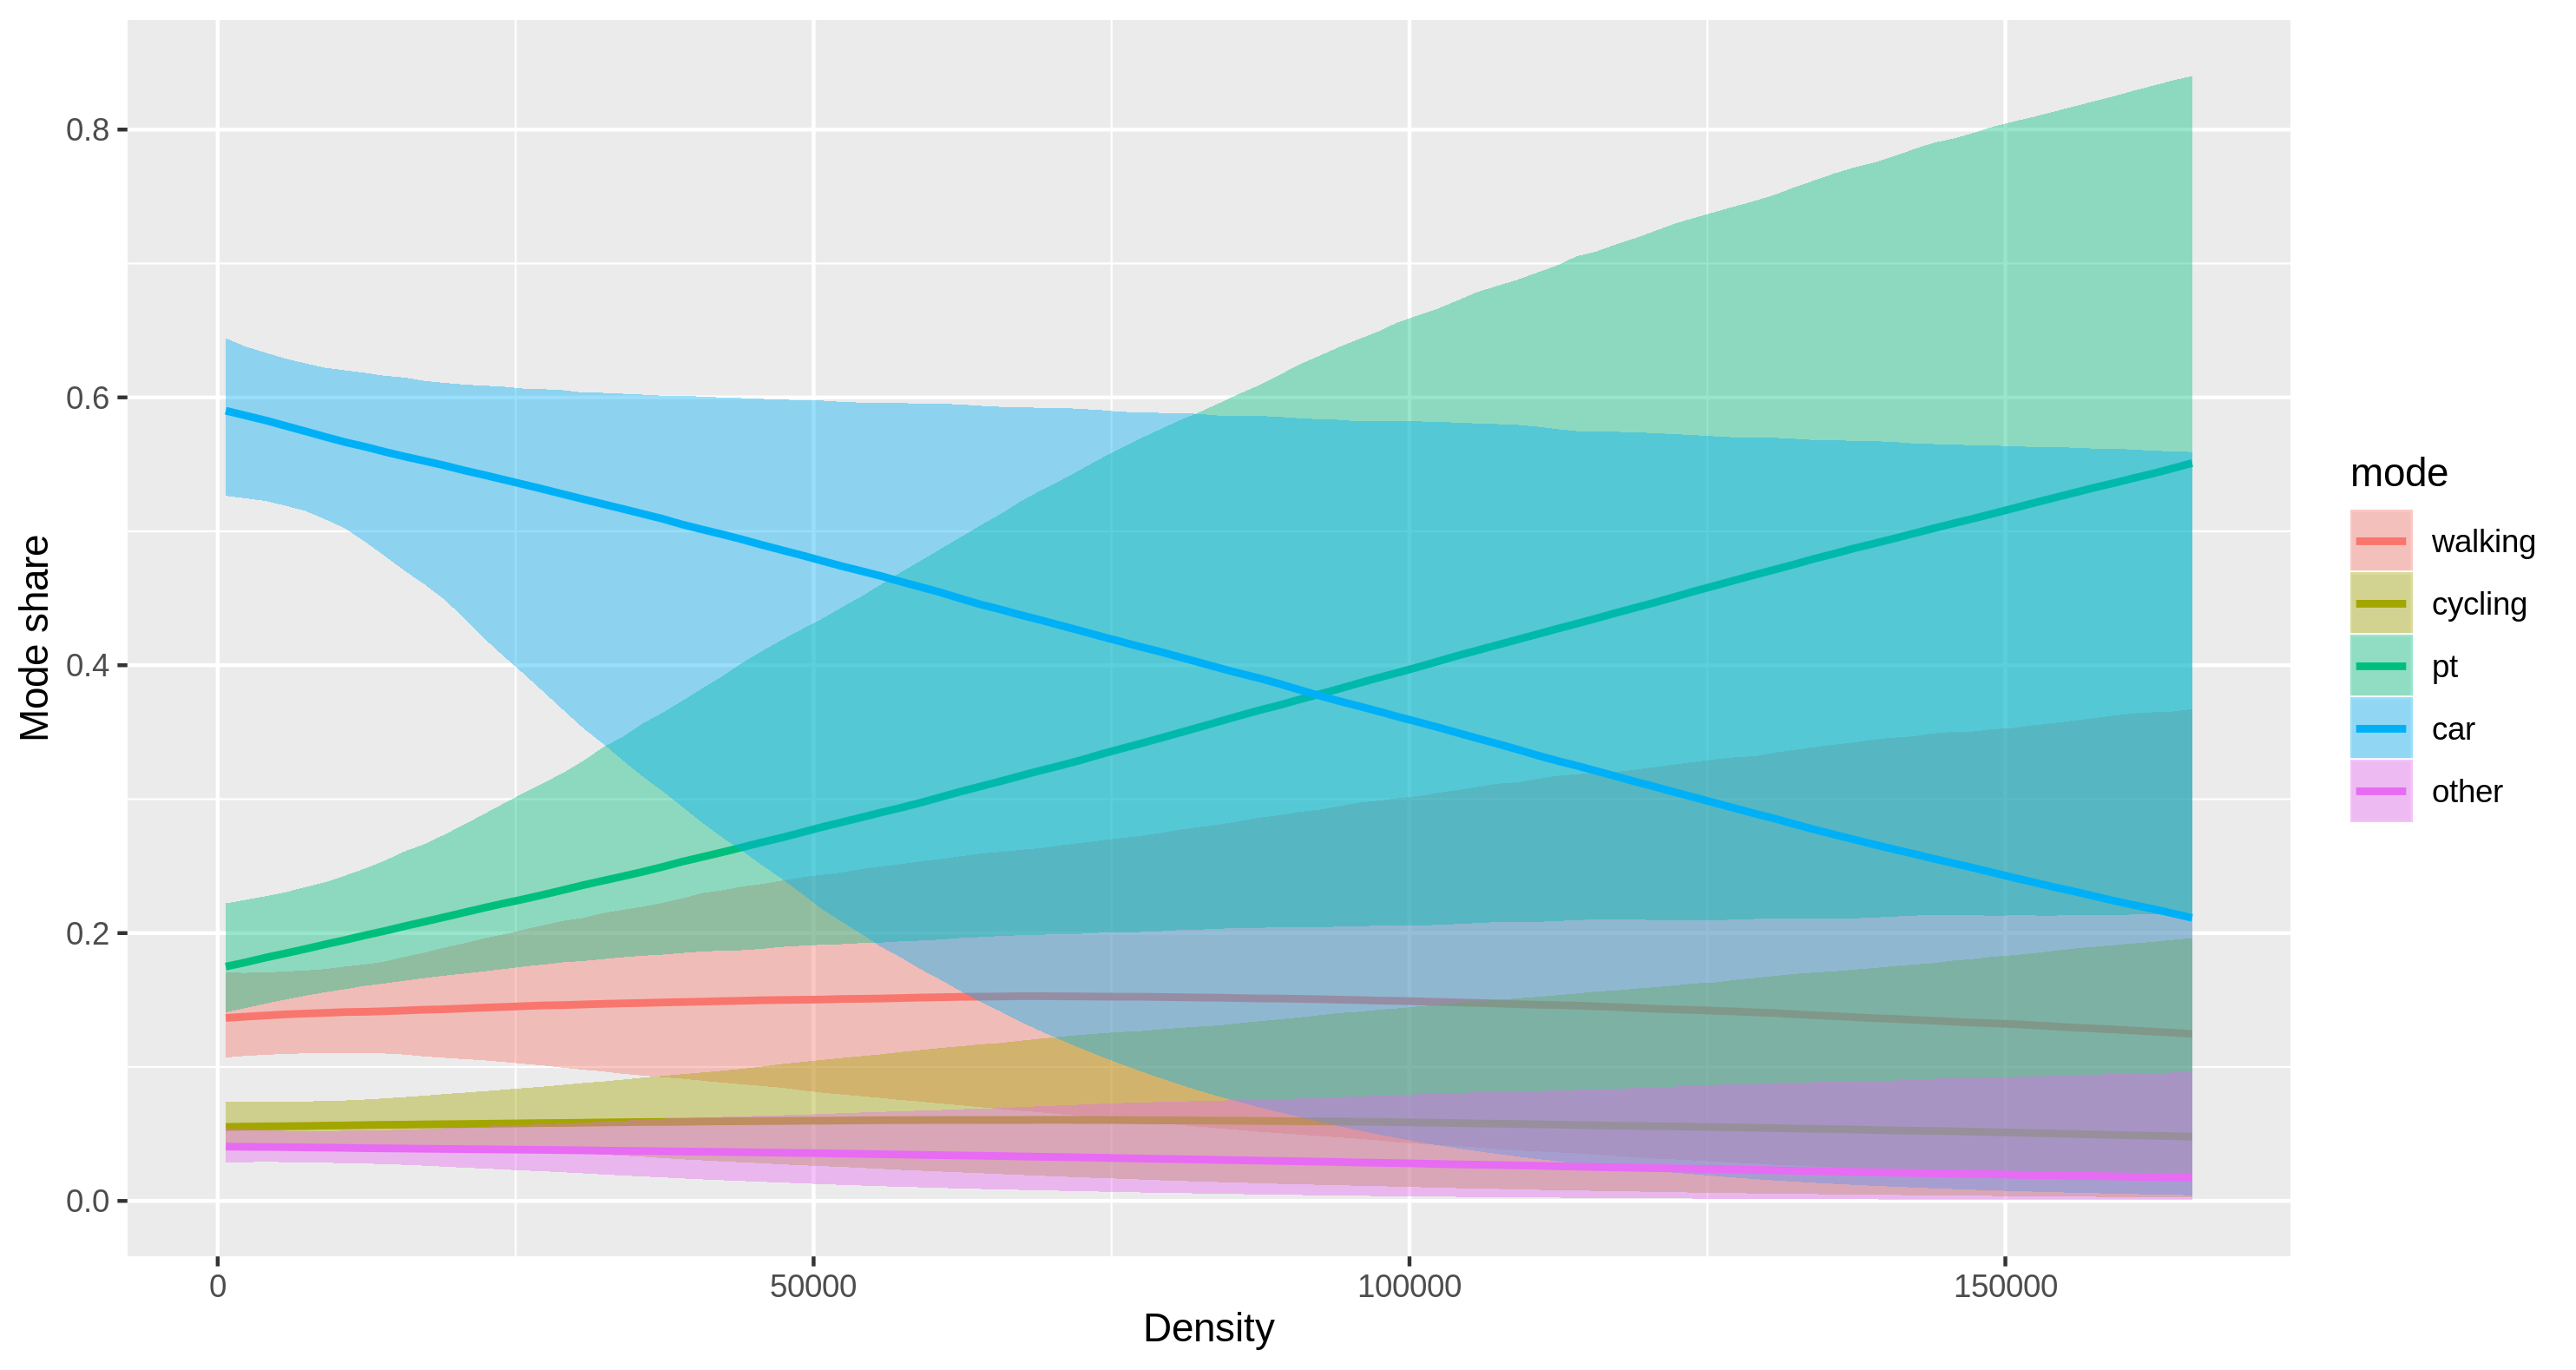 0.8
0.6
0.4
0.2
0.0
Mode share
0 50000 100000 150000
Density
mode
walking
cycling
pt
car
other